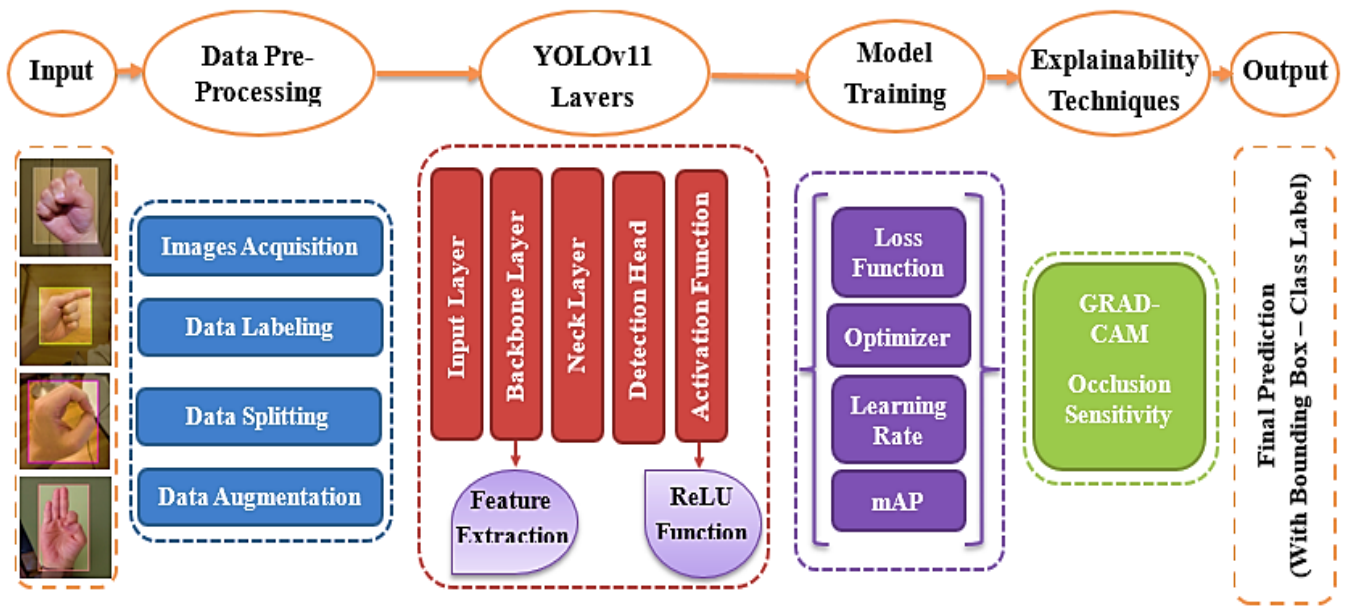 Input
Data Pre-
Processing
YOLOv11
Lavers
Model
Training
Explainability
Techniques
Output
Images Acquisition
Data Labeling
Data Splitting
Data Augmentation
Input Layer
Backbone Layer
Neck Layer
Detection Head
Activation Function
Feature
Extraction
ReLU
Function
Loss
Function
Optimizer
Learning
Rate
mAP
GRAD-
CAM
Occlusion
Sensitivity
Final Prediction
(With Bounding Box – Class Label)